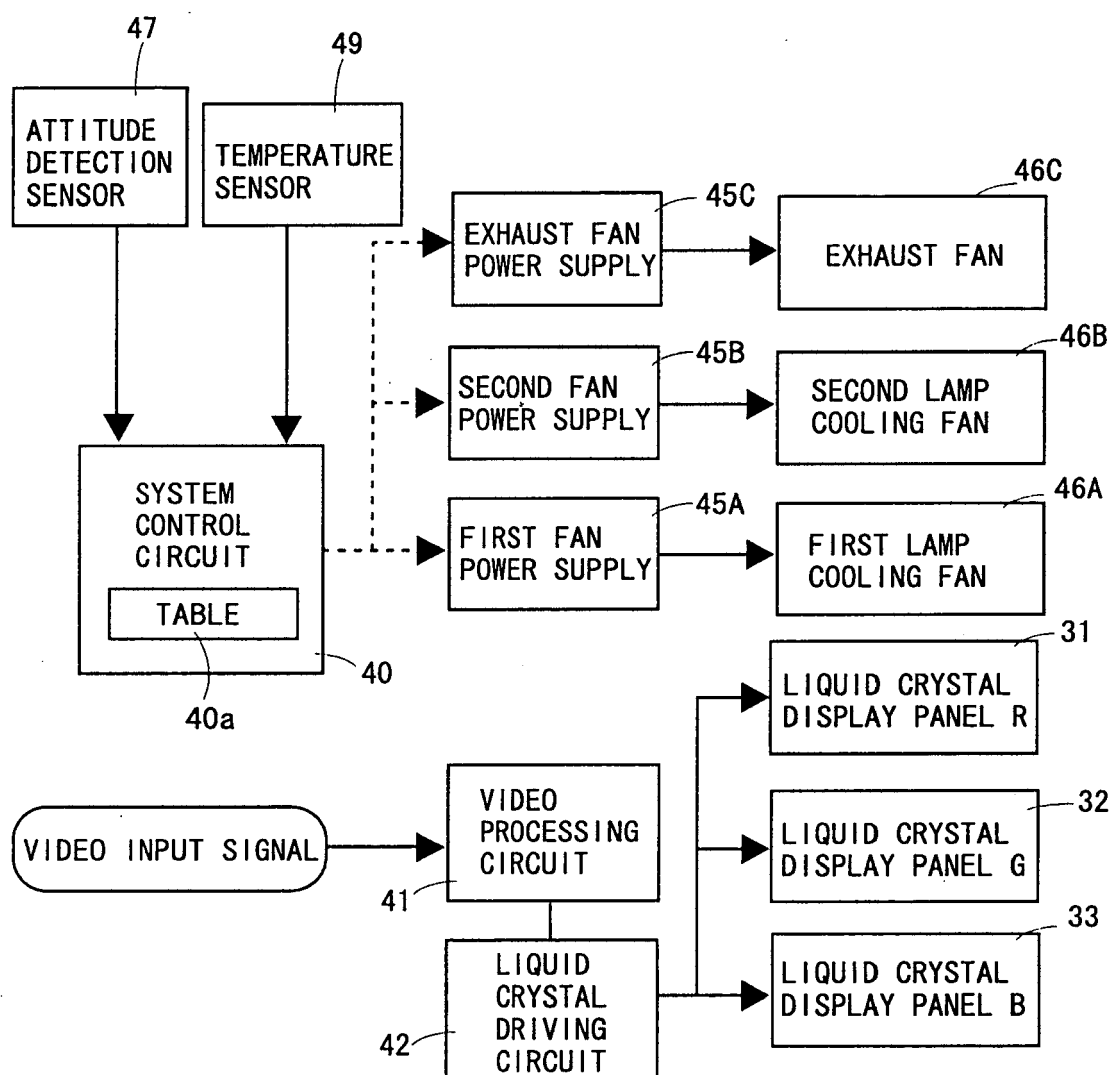 47
49
ATTITUDE
DETECTION
SENSOR
TEMPERATURE
SENSOR
45C
46C
EXHAUST FAN
POWER SUPPLY
EXHAUST FAN
45B
46B
SECOND FAN
POWER SUPPLY
SECOND LAMP
COOLING FAN
45A
46A
FIRST FAN
POWER SUPPLY
FIRST LAMP
COOLING FAN
SYSTEM
CONTROL
CIRCUIT
TABLE
40
40a
31
LIQUID CRYSTAL
DISPLAY PANEL R
VIDEO INPUT SIGNAL
VIDEO
PROCESSING
CIRCUIT
41
32
LIQUID CRYSTAL
DISPLAY PANEL G
33
LIQUID CRYSTAL
DISPLAY PANEL B
LIQUID
CRYSTAL
DRIVING
CIRCUIT
42